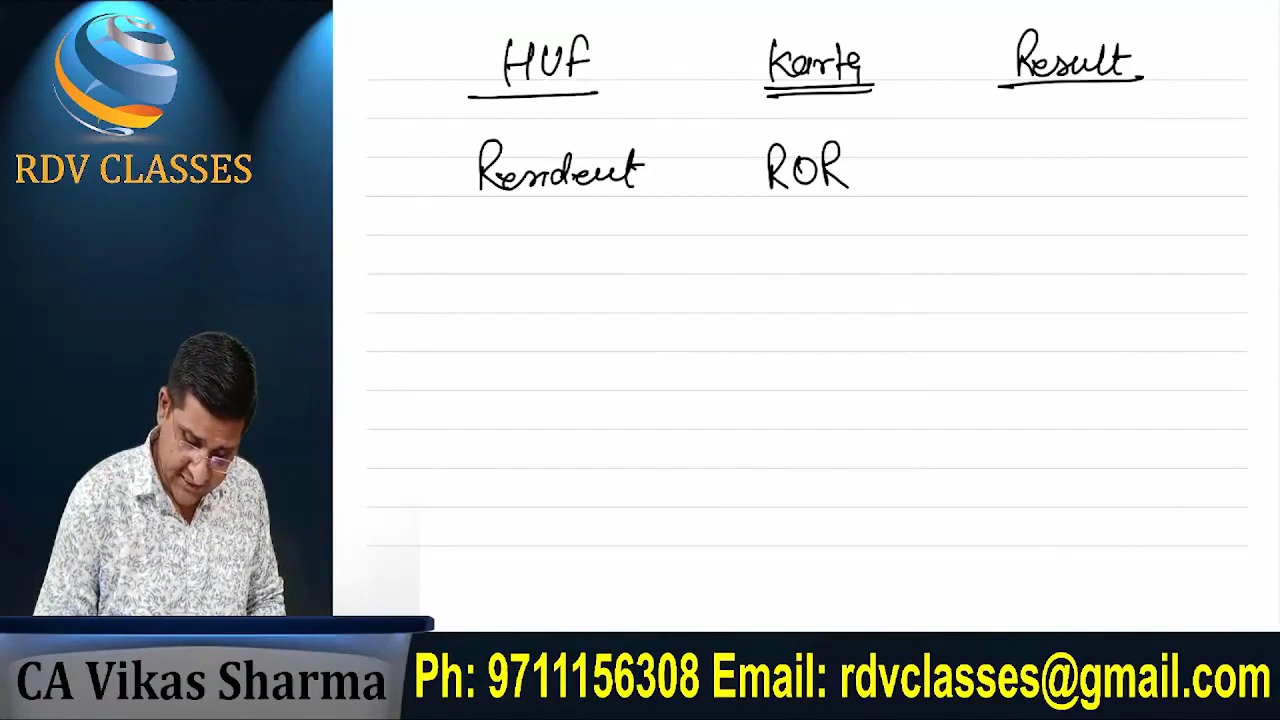 RDV CLASSES
HUF Karta Result
Resident ROR
CA Vikas Sharma
Ph: 9711156308 Email: rdvclasses@gmail.com